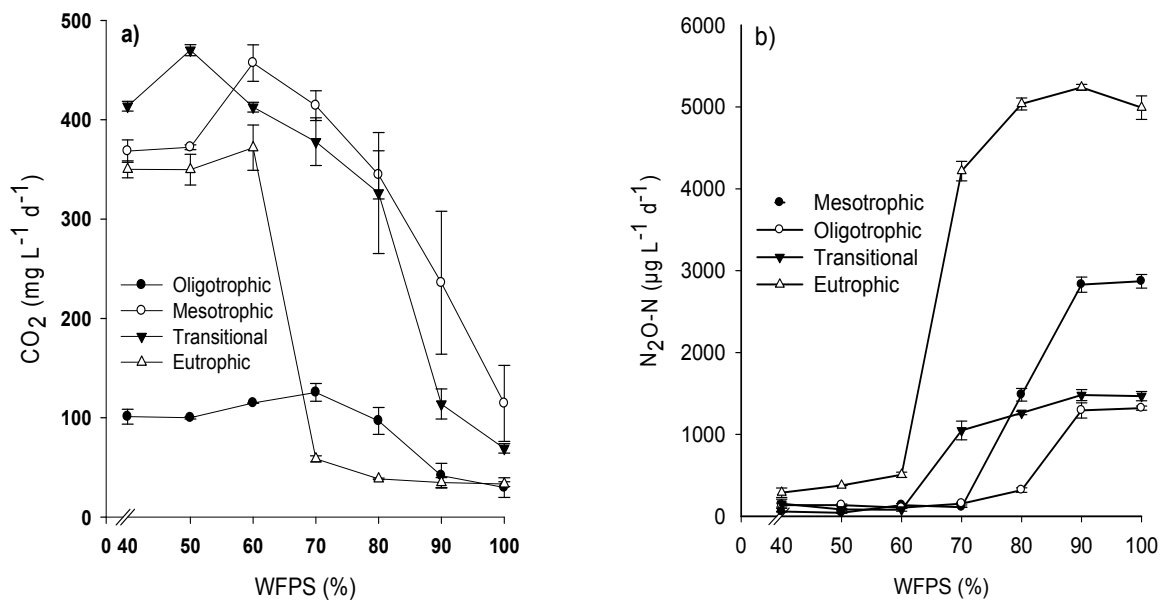 a)
500
400
300
200
100
0
CO₂ (mg L⁻¹ d⁻¹)
Oligotrophic
Mesotrophic
Transitional
Eutrophic
0 40 50 60 70 80 90 100
WFPS (%)
b)
6000
5000
4000
3000
2000
1000
0
N₂O-N (µg L⁻¹ d⁻¹)
Mesotrophic
Oligotrophic
Transitional
Eutrophic
0 40 50 60 70 80 90 100
WFPS (%)